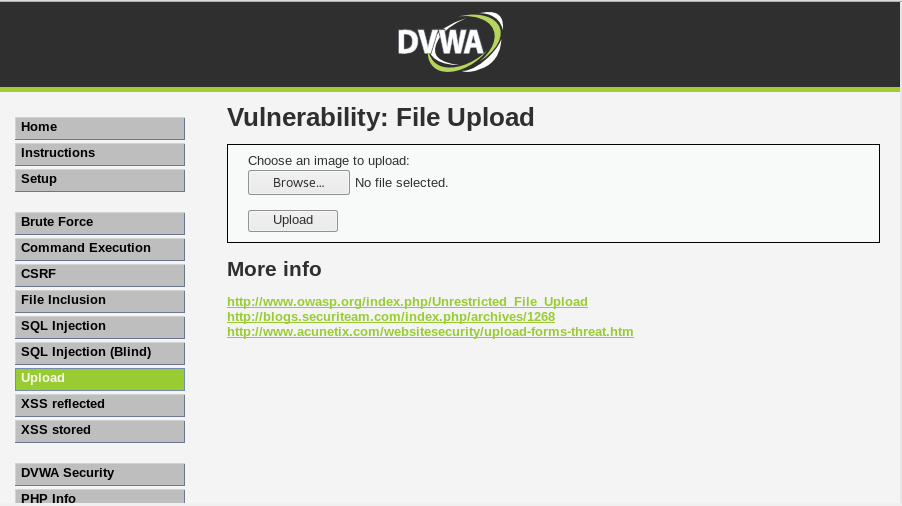 DVWA
Vulnerability: File Upload
Home
Instructions
Setup
Brute Force
Command Execution
CSRF
File Inclusion
SQL Injection
SQL Injection (Blind)
Upload
XSS reflected
XSS stored
DVWA Security
PHP Info
Choose an image to upload:
Browse... No file selected.
Upload
More info
http://www.owasp.org/index.php/Unrestricted_File_Upload
http://blogs.securiteam.com/index.php/archives/1268
http://www.acunetix.com/websitesecurity/upload-forms-threat.htm